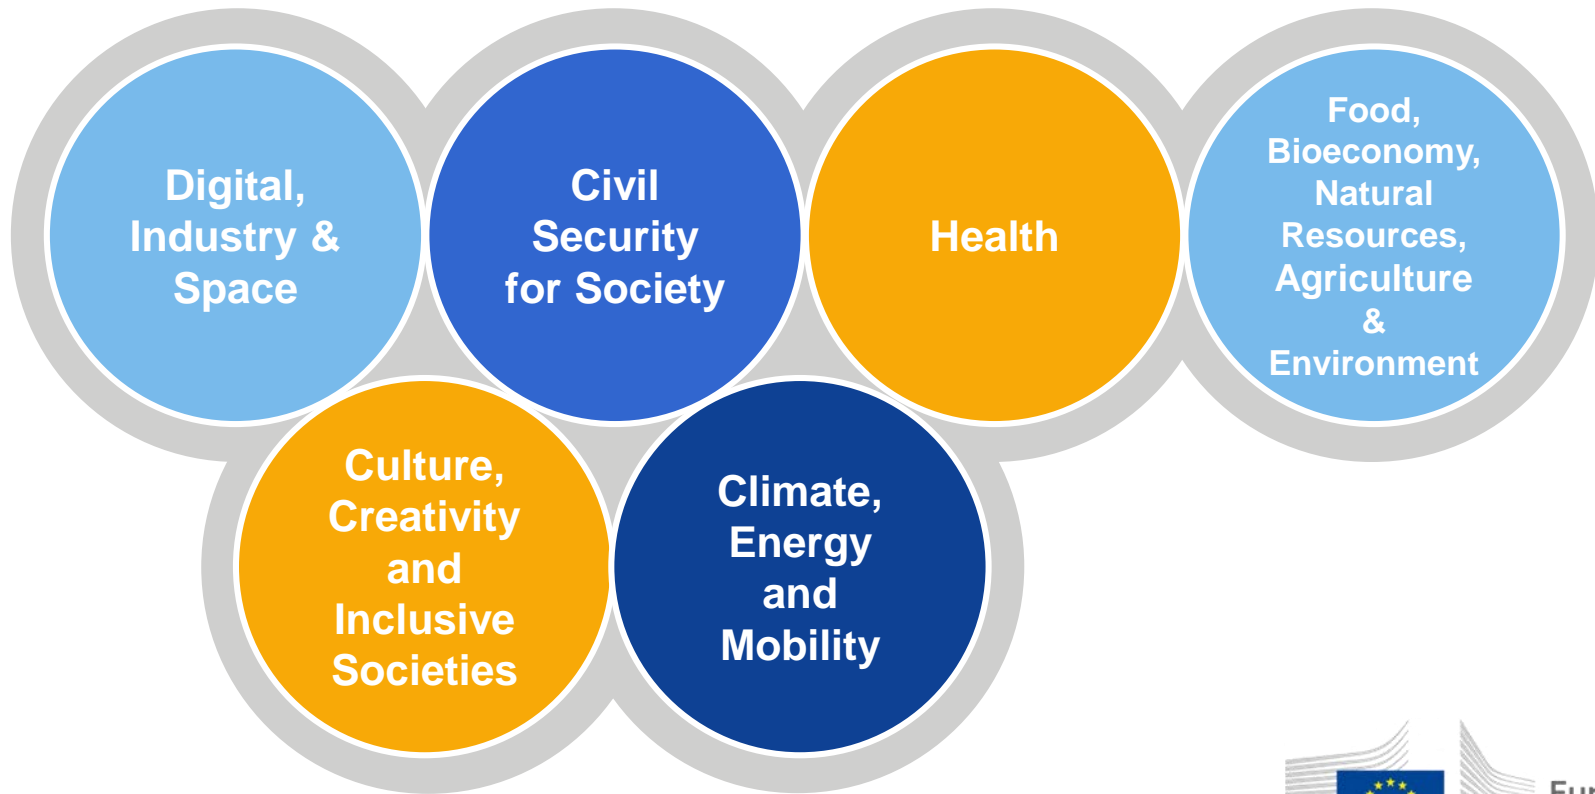 Digital,
Industry &
Space
Civil
Security
for Society
Health
Food,
Bioeconomy,
Natural
Resources,
Agriculture
&
Environment
Culture,
Creativity
and
Inclusive
Societies
Climate,
Energy
and
Mobility